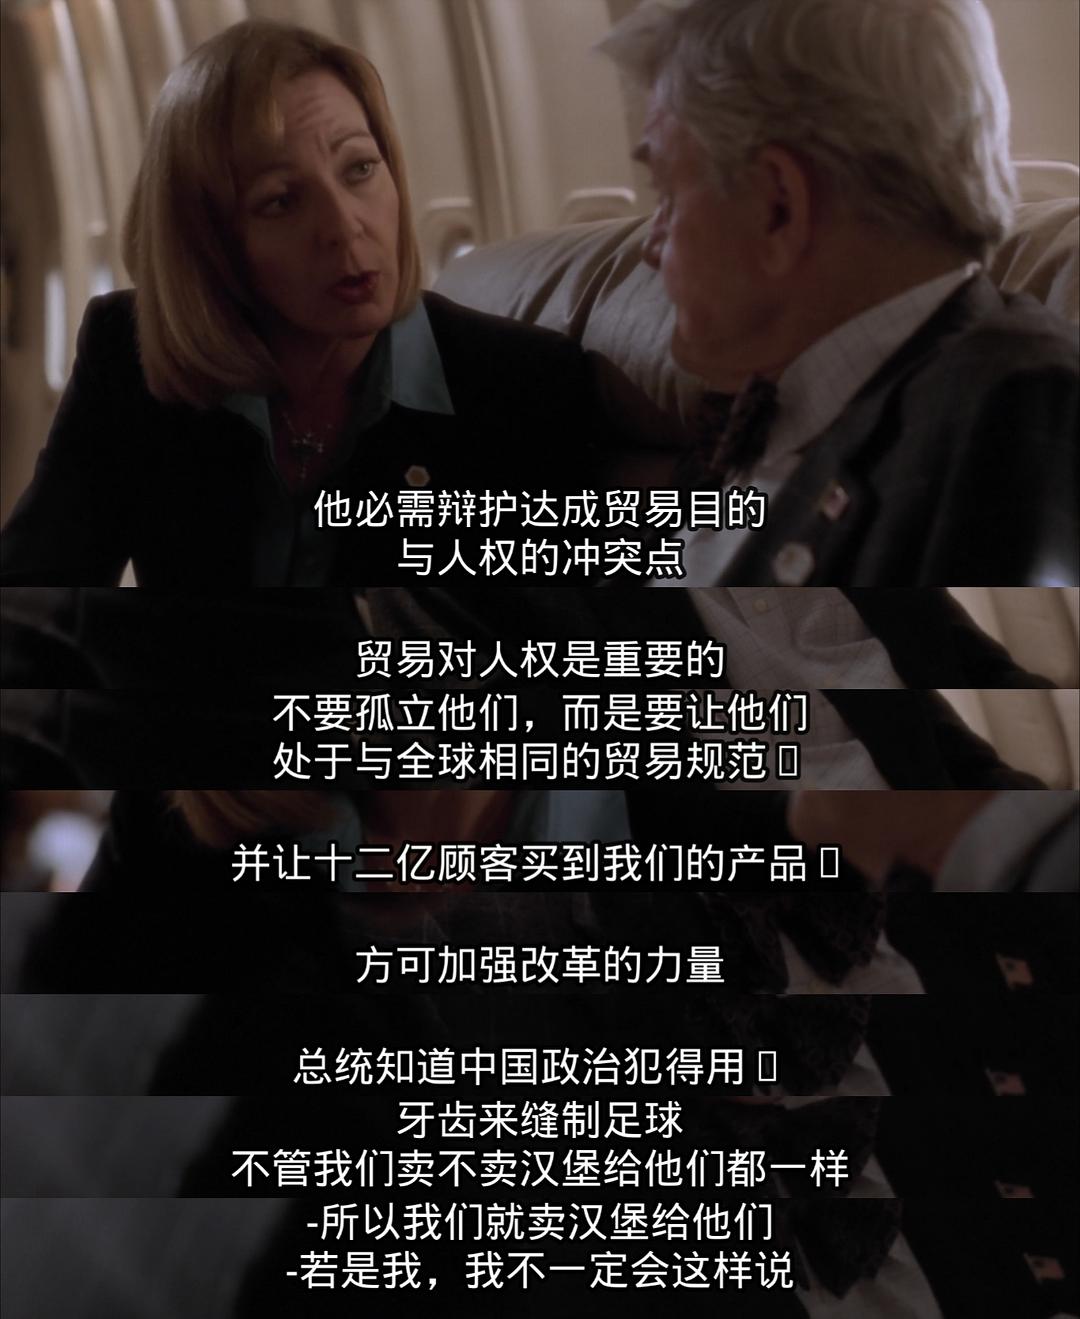 他必需辩护达成贸易目的
与人权的冲突点
贸易对人权是重要的
不要孤立他们，而是要让他们
处于与全球相同的贸易规范
并让十二亿顾客买到我们的产品
方可加强改革的力量
总统知道中国政治犯得用
牙齿来缝制足球
不管我们卖不卖汉堡给他们都一样
-所以我们就卖汉堡给他们
-若是我，我不一定会这样说